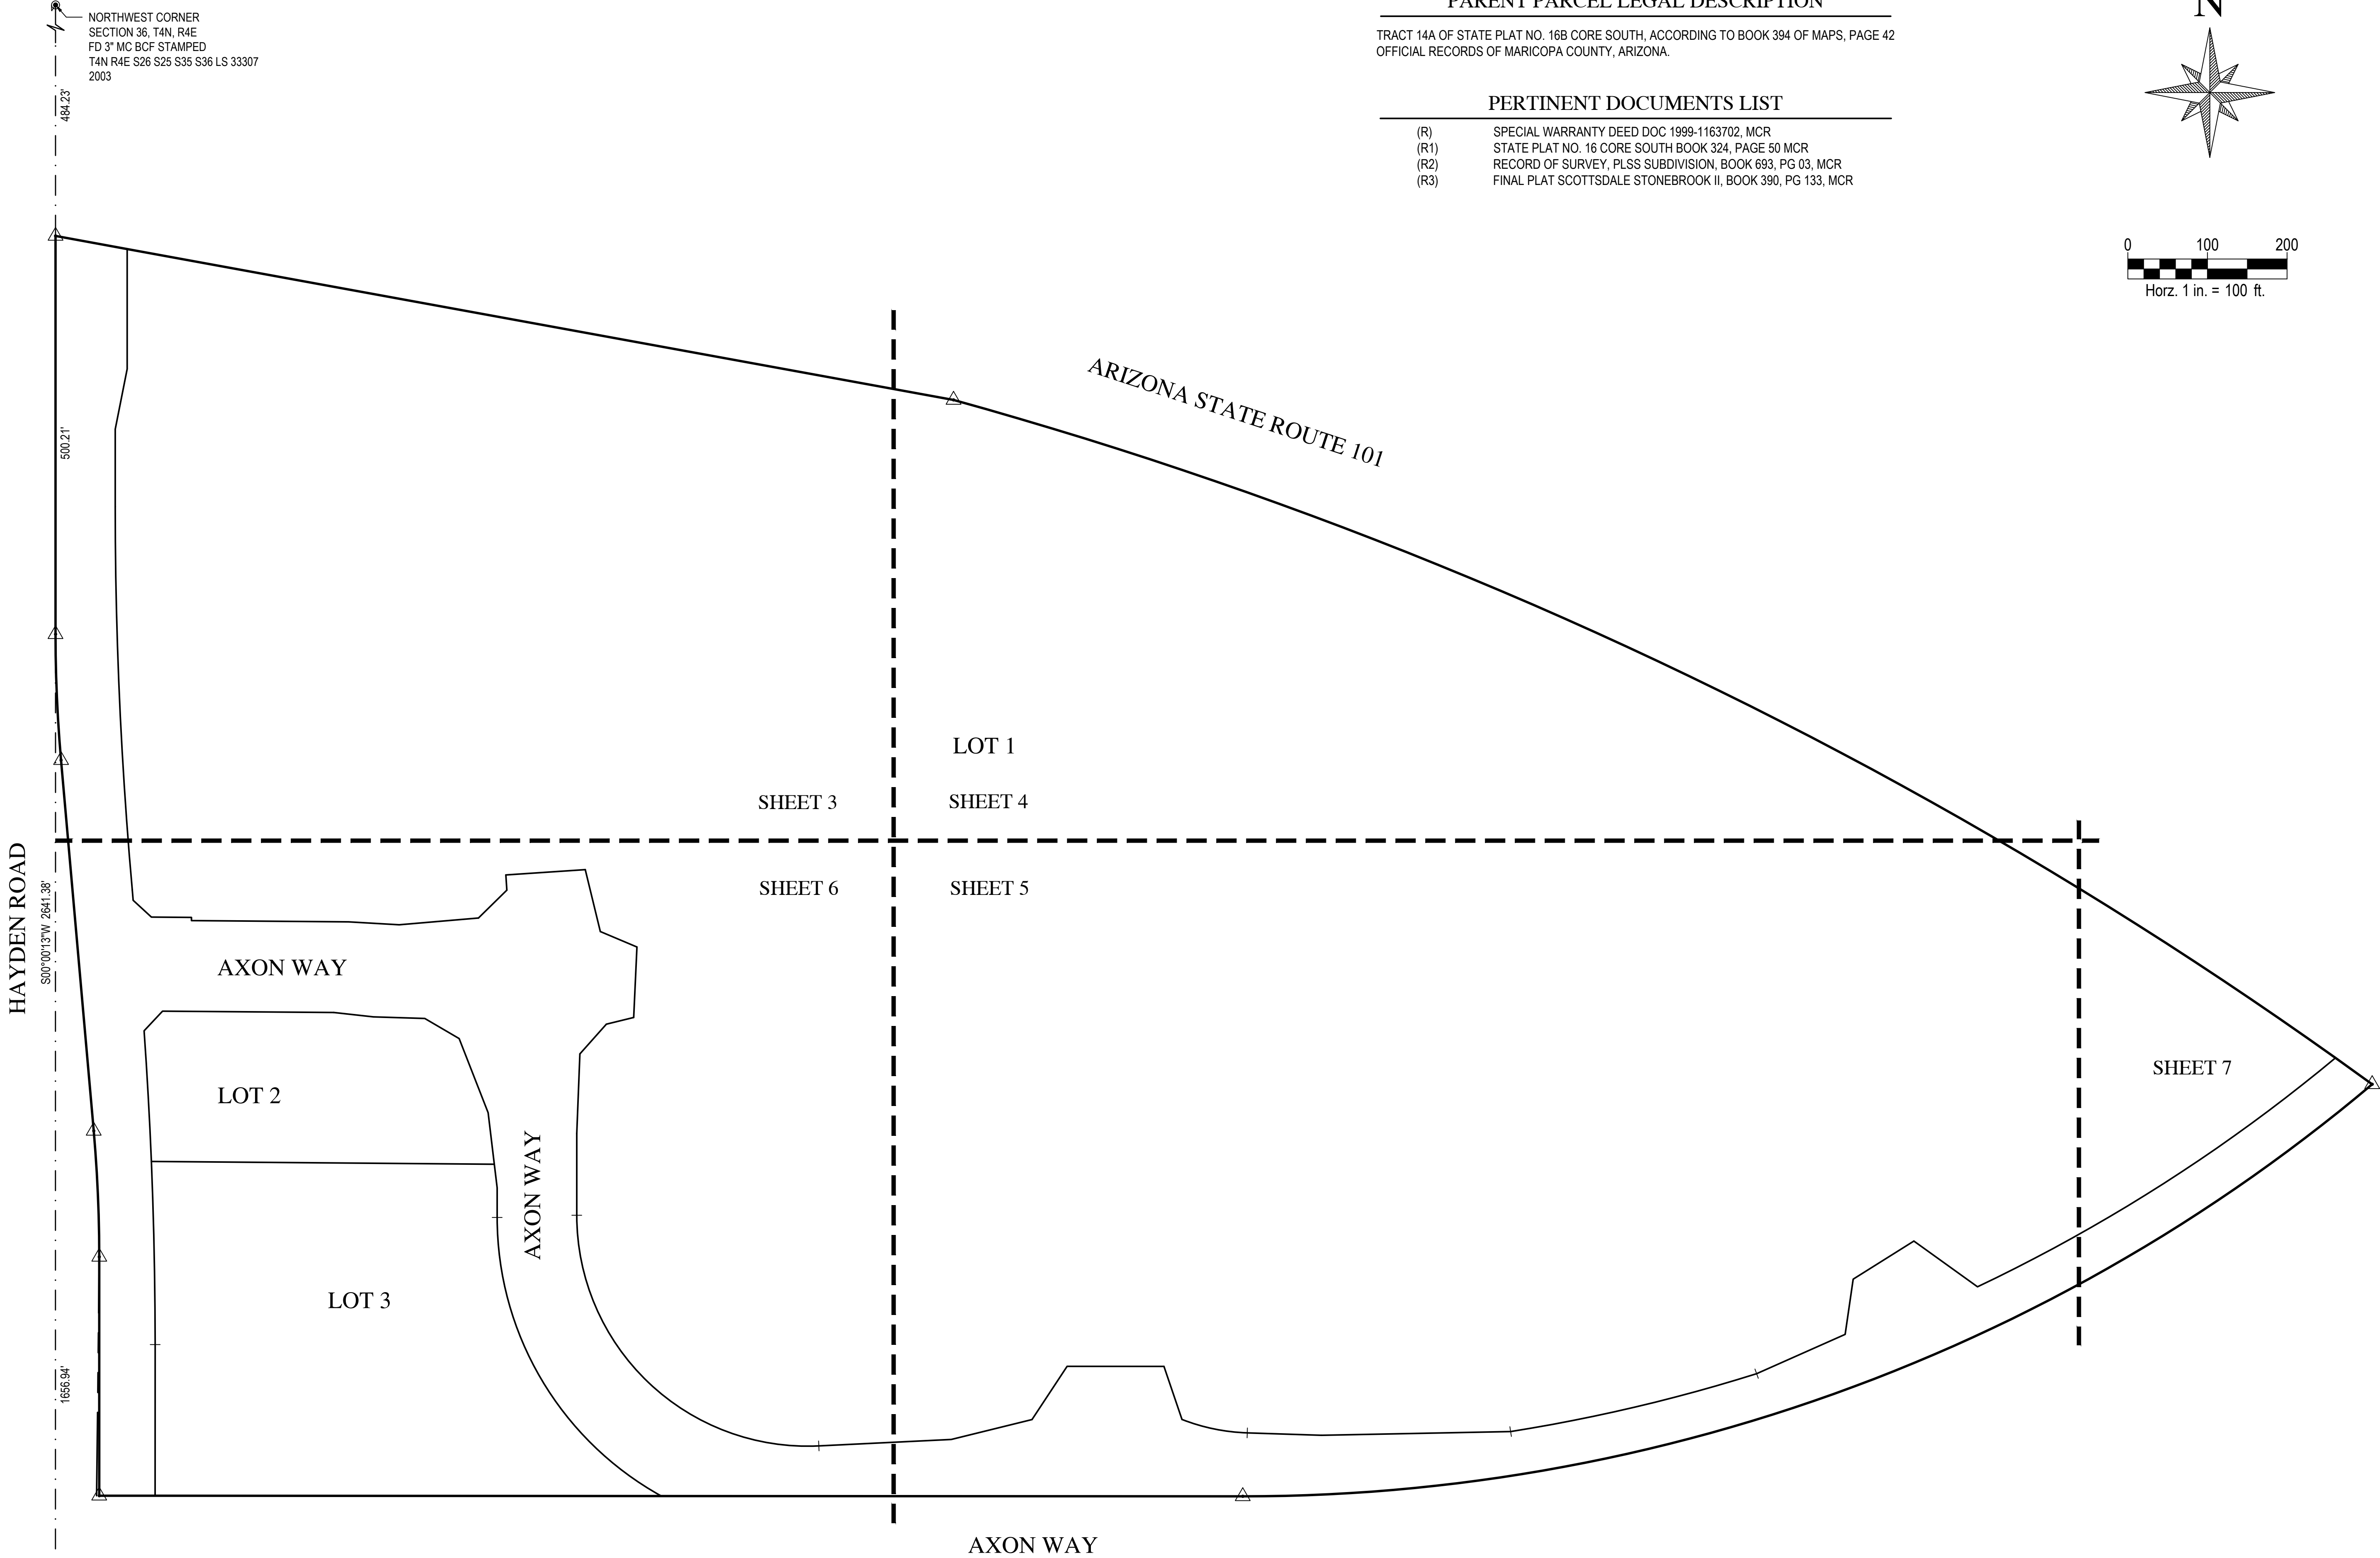 NORTHWEST CORNER
SECTION 36, T4N, R4E
FD 3" MC BCF STAMPED
T4N R4E S26 S25 S35 S36 LS 33307
2003
PARENT PARCEL LEGAL DESCRIPTION
TRACT 14A OF STATE PLAT NO. 16B CORE SOUTH, ACCORDING TO BOOK 394 OF MAPS, PAGE 42
OFFICIAL RECORDS OF MARICOPA COUNTY, ARIZONA.
PERTINENT DOCUMENTS LIST
(R) SPECIAL WARRANTY DEED DOC 1999-1163702, MCR
(R1) STATE PLAT NO. 16 CORE SOUTH BOOK 324, PAGE 50 MCR
(R2) RECORD OF SURVEY, PLSS SUBDIVISION, BOOK 693, PG 03, MCR
(R3) FINAL PLAT SCOTTSDALE STONEBROOK II, BOOK 390, PG 133, MCR
N
0 100 200
Horz. 1 in. = 100 ft.
484.23'
500.21'
ARIZONA STATE ROUTE 101
LOT 1
SHEET 3
SHEET 4
SHEET 6
SHEET 5
HAYDEN ROAD
S00°00'13"W 2641.38'
AXON WAY
SHEET 7
LOT 2
AXON WAY
LOT 3
1656.94'
AXON WAY